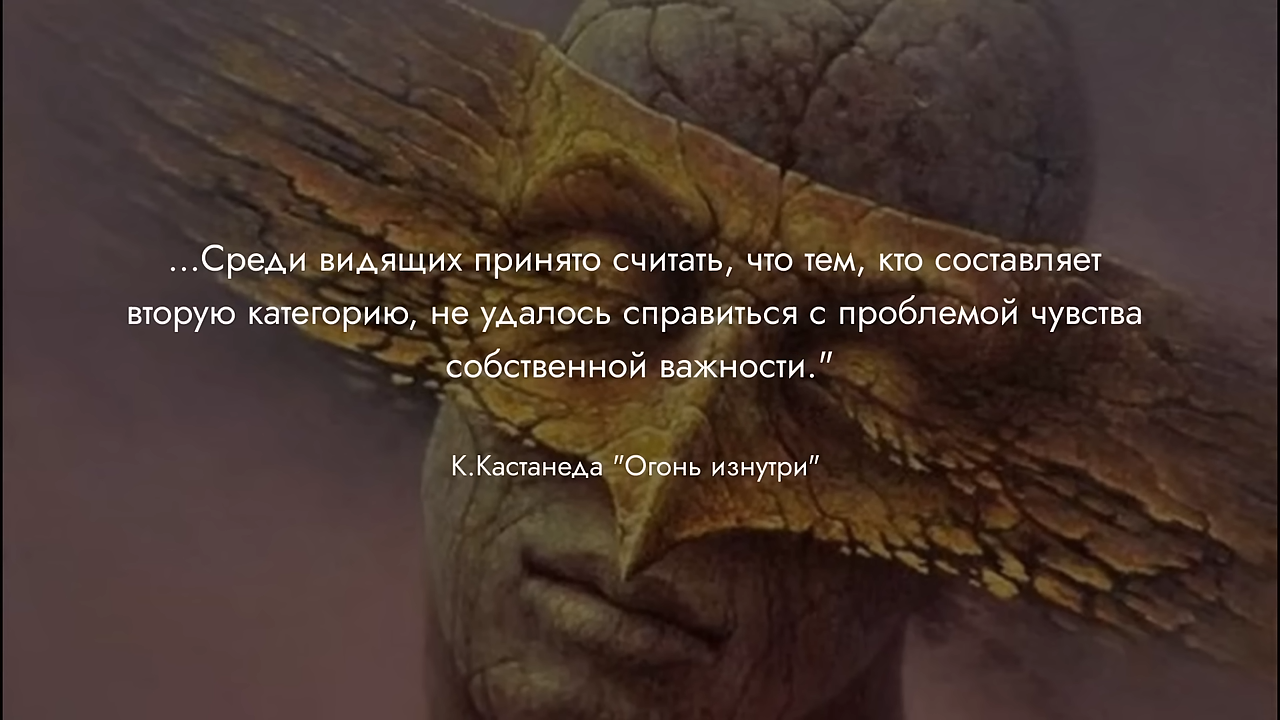 ...Среди видящих принято считать, что тем, кто составляет
вторую категорию, не удалось справиться с проблемой чувства
собственной важности."
К.Кастанеда "Огонь изнутри"